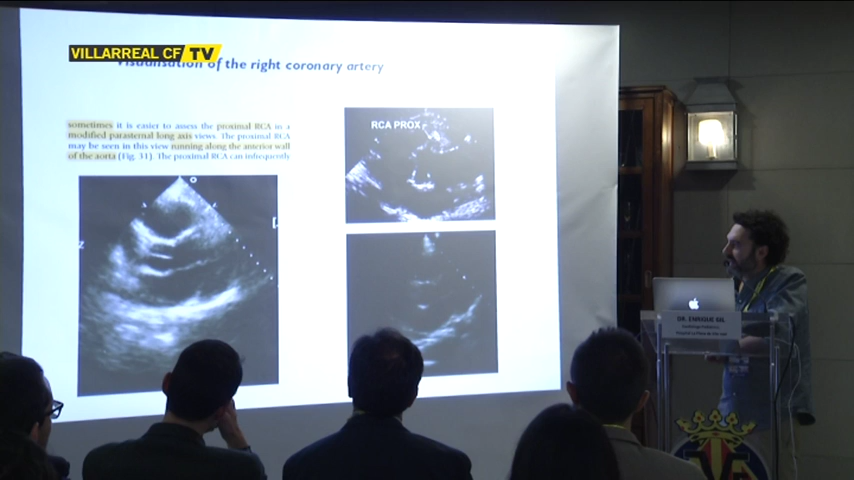 VILLARREAL CF TV
Visualisation of the right coronary artery
sometimes it is easier to assess the proximal RCA in a
modified parasternal long axis views. The proximal RCA
may be seen in this view running along the anterior wall
of the aorta (Fig. 31). The proximal RCA can infrequently
RCA PROX
DR. ENRIQUE GIL